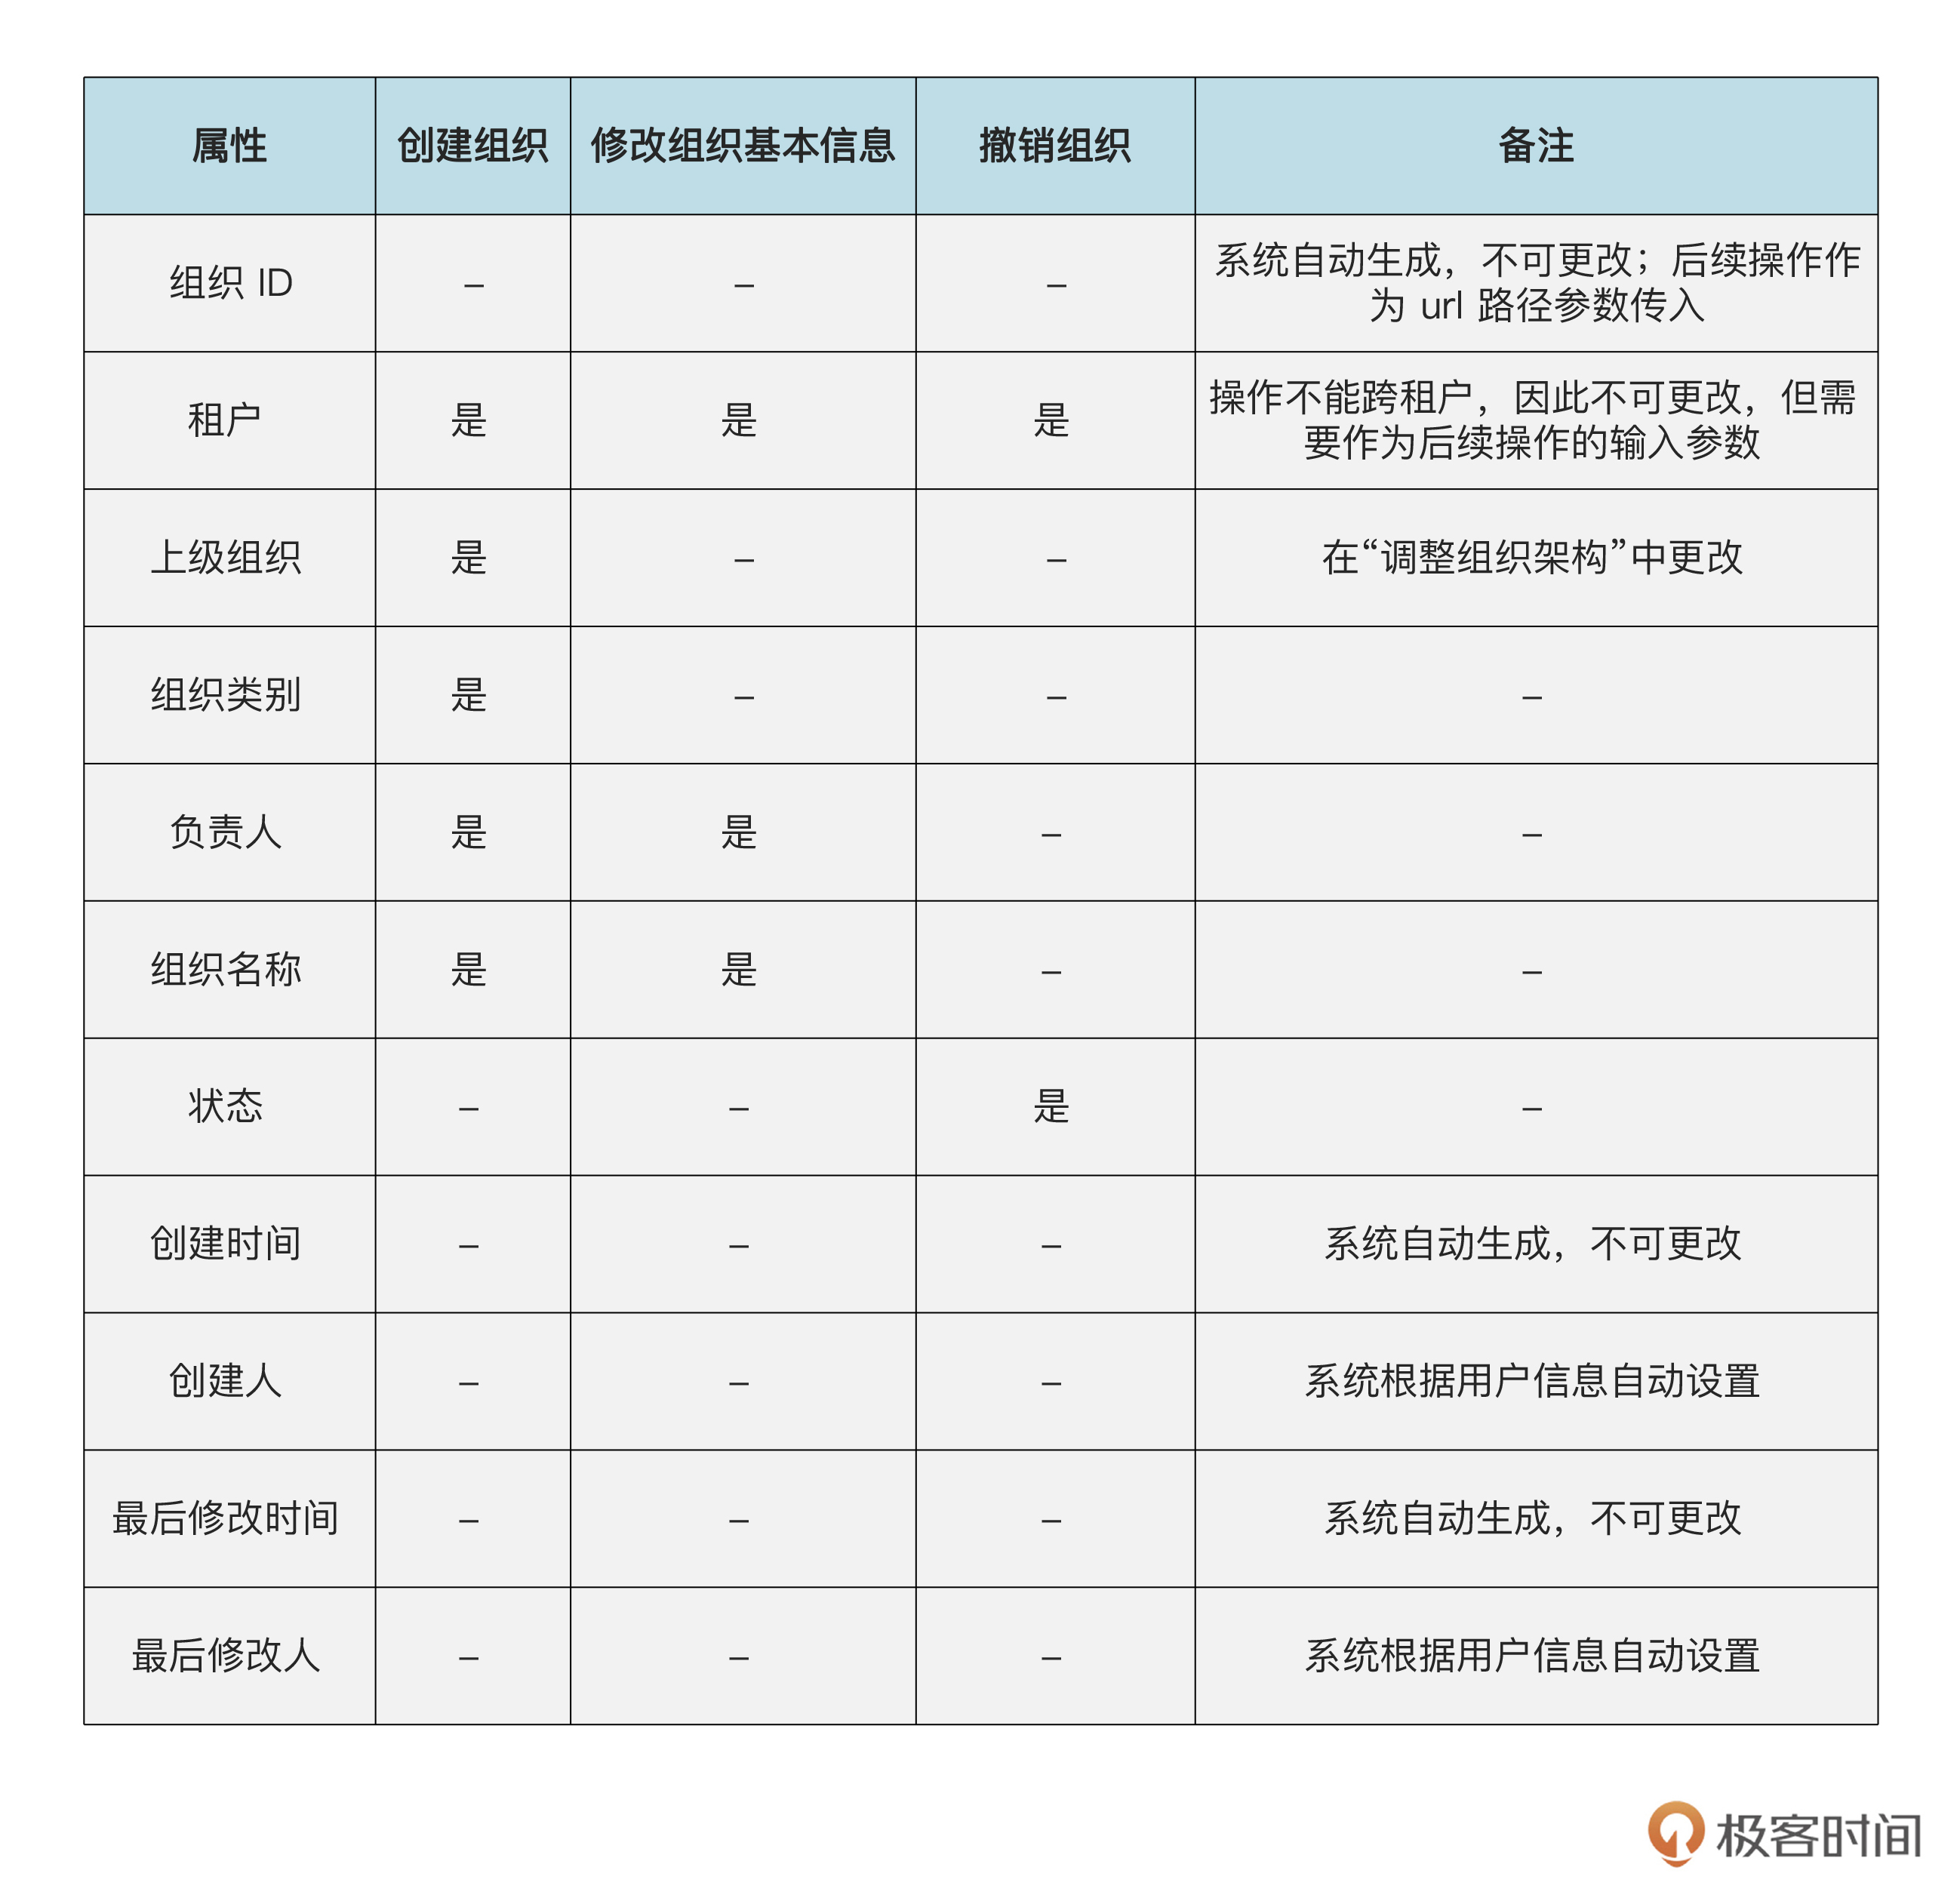 属性 创建组织 修改组织基本信息 撤销组织 备注
组织 ID – – – 系统自动生成，不可更改；后续操作作
为 url 路径参数传入
租户 是 是 是 操作不能跨租户，因此不可更改，但需
要作为后续操作的输入参数
上级组织 是 – – 在“调整组织架构”中更改
组织类别 是 – – –
负责人 是 是 – –
组织名称 是 是 – –
状态 – – 是 –
创建时间 – – – 系统自动生成，不可更改
创建人 – – – 系统根据用户信息自动设置
最后修改时间 – – – 系统自动生成，不可更改
最后修改人 – – – 系统根据用户信息自动设置
极客时间